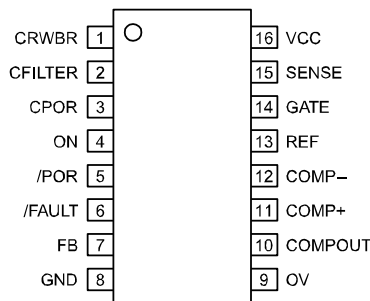 CRWBR 1 16 VCC
CFILTER 2 15 SENSE
CPOR 3 14 GATE
ON 4 13 REF
/POR 5 12 COMP–
/FAULT 6 11 COMP+
FB 7 10 COMPOUT
GND 8 9 OV